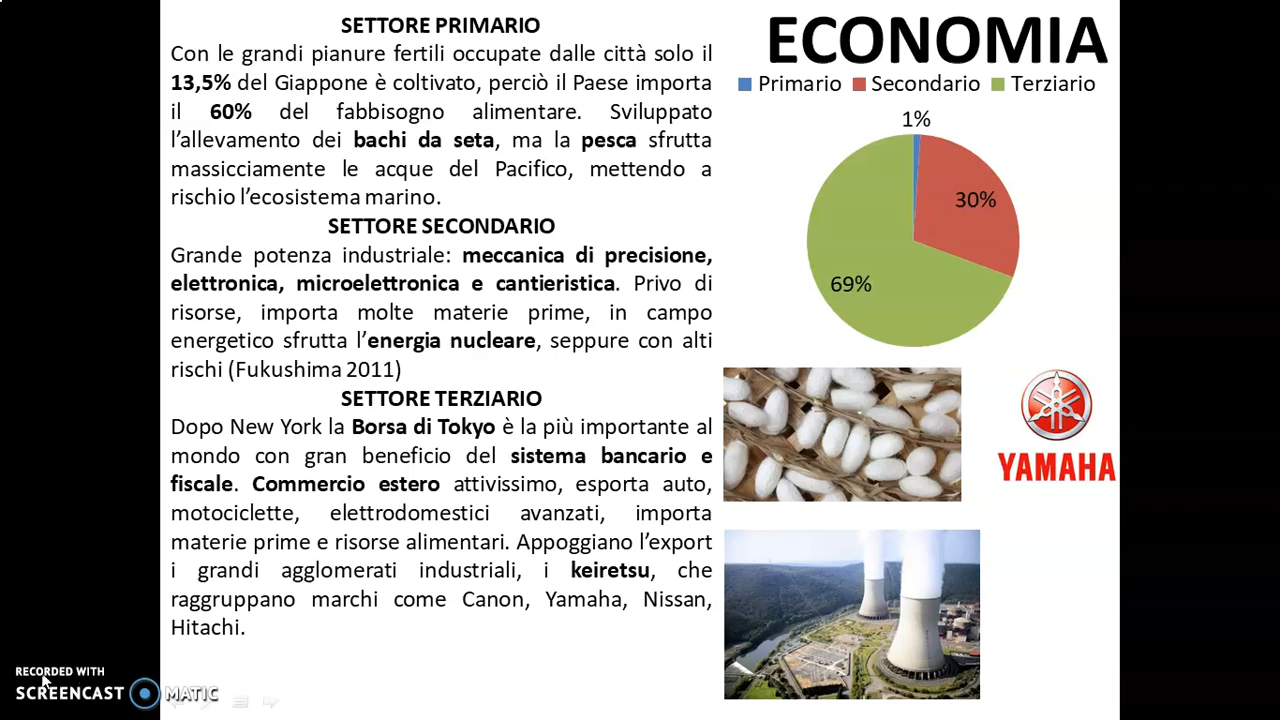 SETTORE PRIMARIO
Con le grandi pianure fertili occupate dalle città solo il
13,5% del Giappone è coltivato, perciò il Paese importa
il 60% del fabbisogno alimentare. Sviluppato
l’allevamento dei bachi da seta, ma la pesca sfrutta
massicciamente le acque del Pacifico, mettendo a
rischio l’ecosistema marino.
SETTORE SECONDARIO
Grande potenza industriale: meccanica di precisione,
elettronica, microelettronica e cantieristica. Privo di
risorse, importa molte materie prime, in campo
energetico sfrutta l’energia nucleare, seppure con alti
rischi (Fukushima 2011)
SETTORE TERZIARIO
Dopo New York la Borsa di Tokyo è la più importante al
mondo con gran beneficio del sistema bancario e
fiscale. Commercio estero attivissimo, esporta auto,
motociclette, elettrodomestici avanzati, importa
materie prime e risorse alimentari. Appoggiano l’export
i grandi agglomerati industriali, i keiretsu, che
raggruppano marchi come Canon, Yamaha, Nissan,
Hitachi.
ECONOMIA
Primario Secondario Terziario
1%
30%
69%
YAMAHA
RECORDED WITH
SCREENCAST MATIC